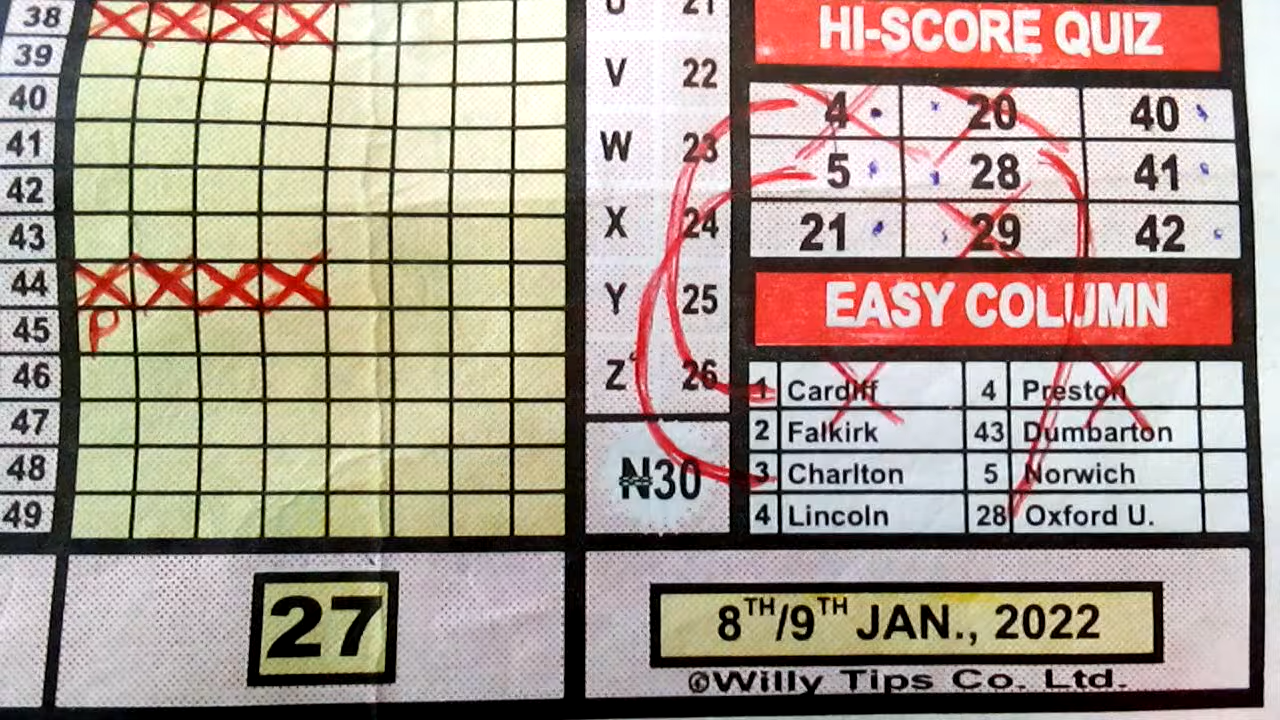 38
39
40
41
42
43
44
45
46
47
48
49
27
U 21
V 22
W 23
X 24
Y 25
Z 26
₦30
HI-SCORE QUIZ
4 20 40
5 28 41
21 29 42
EASY COLUMN
1 Cardiff 4 Preston
2 Falkirk 43 Dumbarton
3 Charlton 5 Norwich
4 Lincoln 28 Oxford U.
8TH/9TH JAN., 2022
©Willy Tips Co. Ltd.